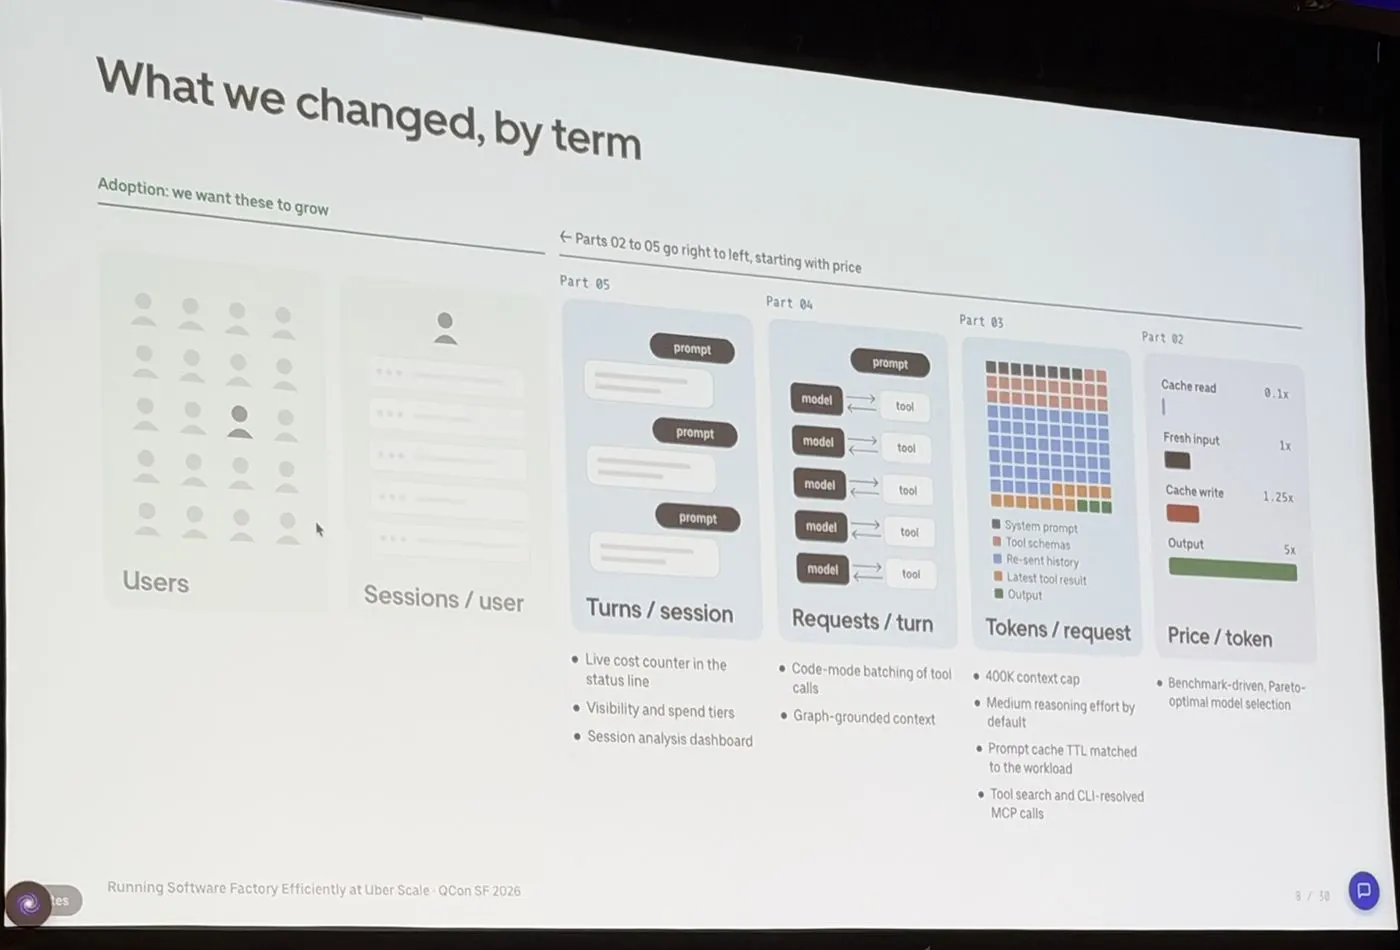 What we changed, by term
Adoption: we want these to grow
← Parts 02 to 05 go right to left, starting with price
Users
Sessions / user
Part 05
prompt
prompt
prompt
Turns / session
• Live cost counter in the
status line
• Visibility and spend tiers
• Session analysis dashboard
Part 04
prompt
model
tool
model
tool
model
tool
model
tool
model
tool
Requests / turn
• Code-mode batching of tool
calls
• Graph-grounded context
Part 03
System prompt
Tool schemas
Re-sent history
Latest tool result
Output
Tokens / request
• 400K context cap
• Medium reasoning effort by
default
• Prompt cache TTL matched
to the workload
• Tool search and CLI-resolved
MCP calls
Part 02
Cache read 0.1x
Fresh input 1x
Cache write 1.25x
Output 5x
Price / token
• Benchmark-driven, Pareto-
optimal model selection
Running Software Factory Efficiently at Uber Scale · QCon SF 2026
8 / 30